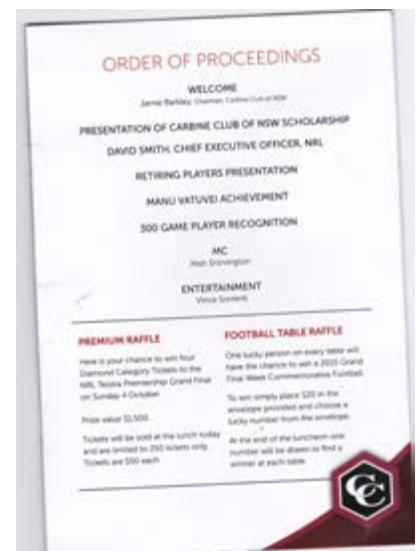 ORDER OF PROCEEDINGS
WELCOME
Jamie Barkley, Chairman, Carbine Club of NSW
PRESENTATION OF CARBINE CLUB OF NSW SCHOLARSHIP
DAVID SMITH, CHIEF EXECUTIVE OFFICER, NRL
RETIRING PLAYERS PRESENTATION
MANU VATUVEI ACHIEVEMENT
300 GAME PLAYER RECOGNITION
MC
Matt Shirvington
ENTERTAINMENT
Vince Sorrenti
PREMIUM RAFFLE
Here is your chance to win four
Diamond Category Tickets to the
NRL Telstra Premiership Grand Final
on Sunday 4 October.
Prize value $1,500.
Tickets will be sold at the lunch today
and are limited to 250 tickets only.
Tickets are $50 each
FOOTBALL TABLE RAFFLE
One lucky person on every table will
have the chance to win a 2015 Grand
Final Week Commemorative Football.
To win simply place $20 in the
envelope provided and choose a
lucky number from the envelope.
At the end of the luncheon one
number will be drawn to find a
winner at each table.
CC